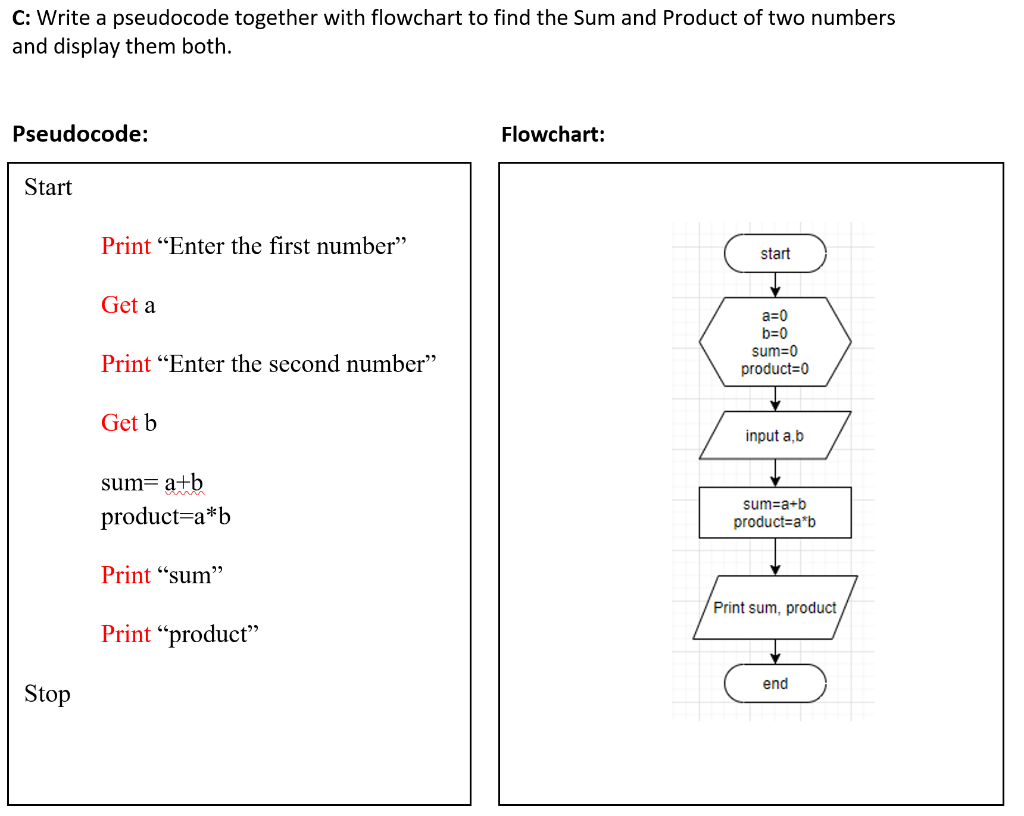 C: Write a pseudocode together with flowchart to find the Sum and Product of two numbers
and display them both.
Pseudocode:
Start
Print “Enter the first number”
Get a
Print “Enter the second number”
Get b
sum= a+b
product=a*b
Print “sum”
Print “product”
Stop
Flowchart:
start
a=0
b=0
sum=0
product=0
input a,b
sum=a+b
product=a*b
Print sum, product
end